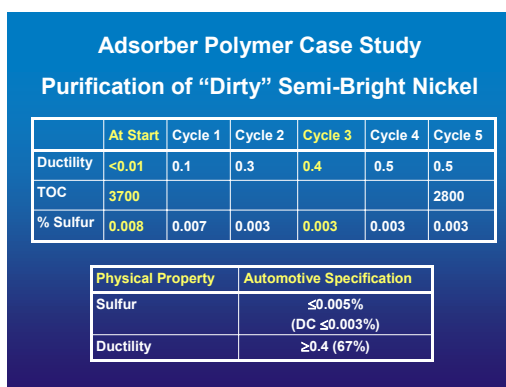 Adsorber Polymer Case Study
Purification of “Dirty” Semi-Bright Nickel
At Start Cycle 1 Cycle 2 Cycle 3 Cycle 4 Cycle 5
Ductility <0.01 0.1 0.3 0.4 0.5 0.5
TOC 3700 2800
% Sulfur 0.008 0.007 0.003 0.003 0.003 0.003
Physical Property Automotive Specification
Sulfur ≤0.005%
(DC ≤0.003%)
Ductility ≥0.4 (67%)